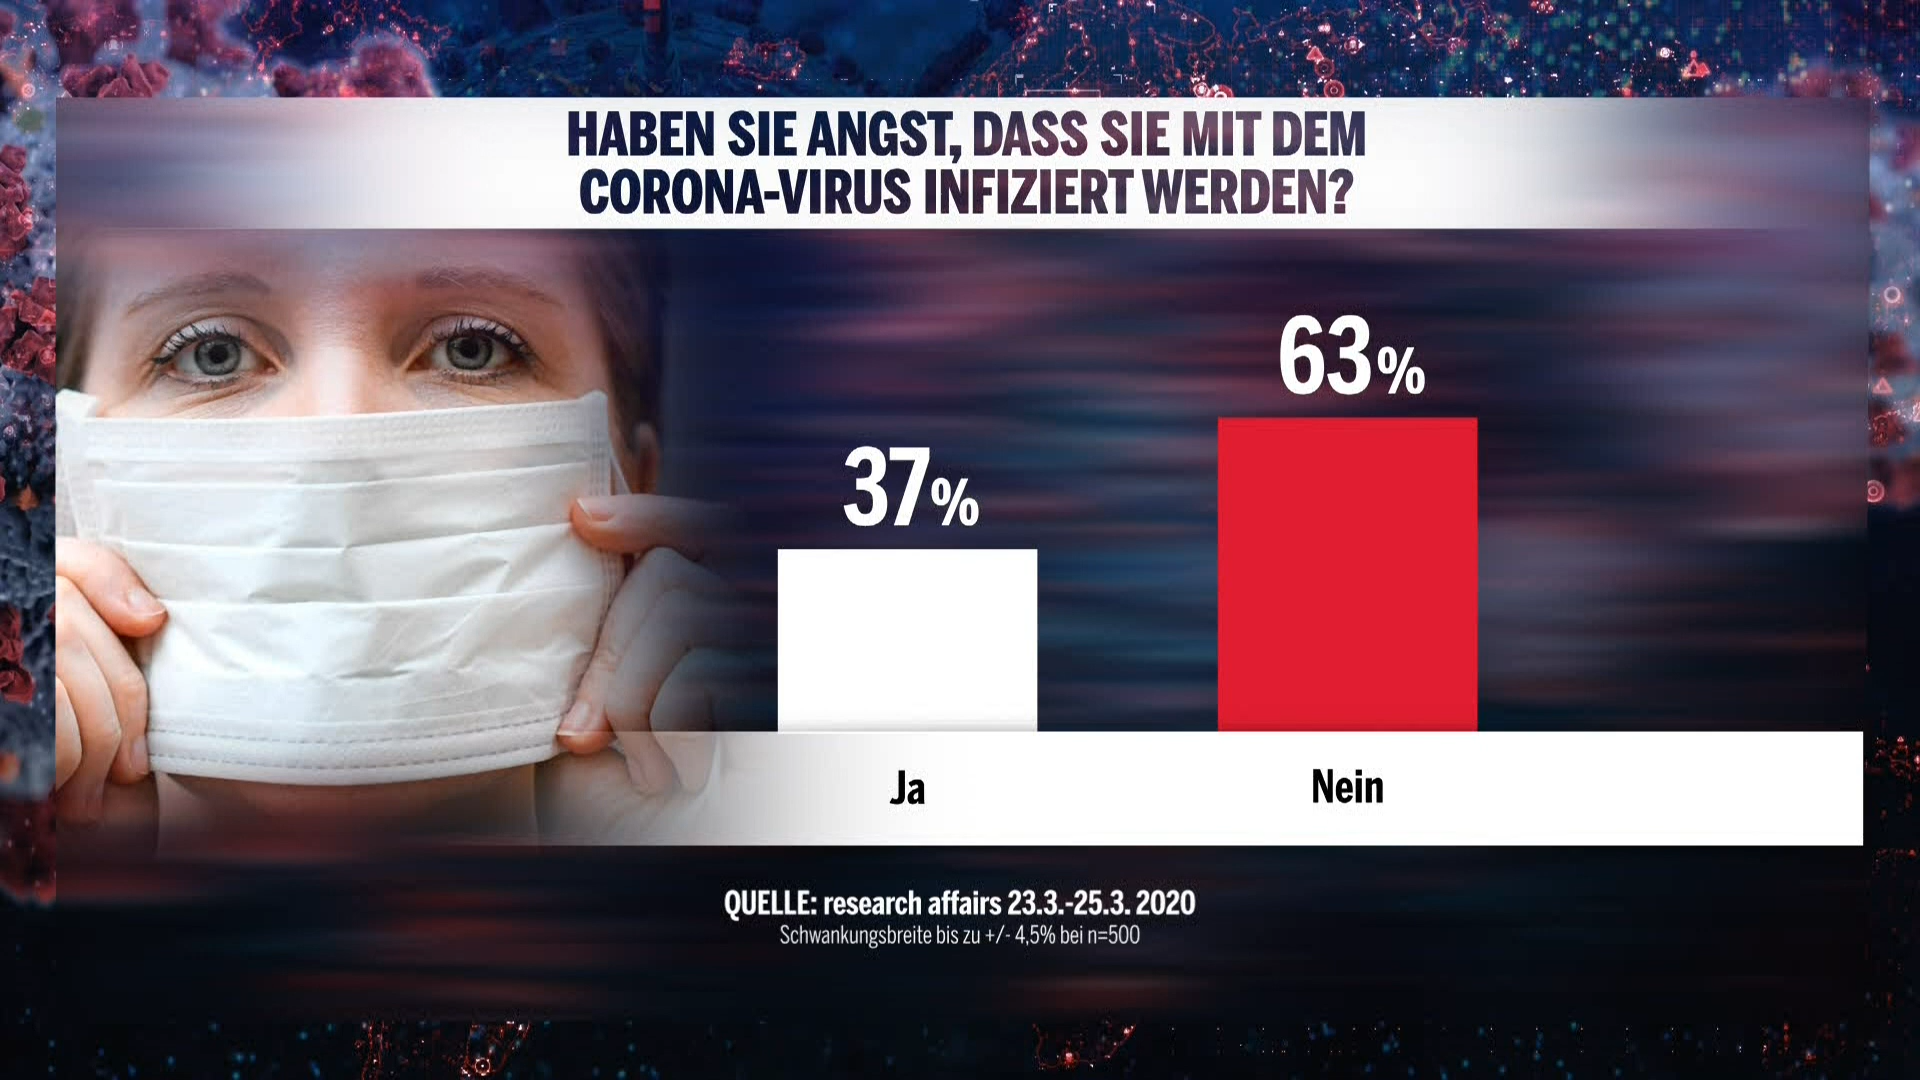 HABEN SIE ANGST, DASS SIE MIT DEM
CORONA-VIRUS INFIZIERT WERDEN?
37%
63%
Ja
Nein
QUELLE: research affairs 23.3.-25.3. 2020
Schwankungsbreite bis zu +/- 4,5% bei n=500